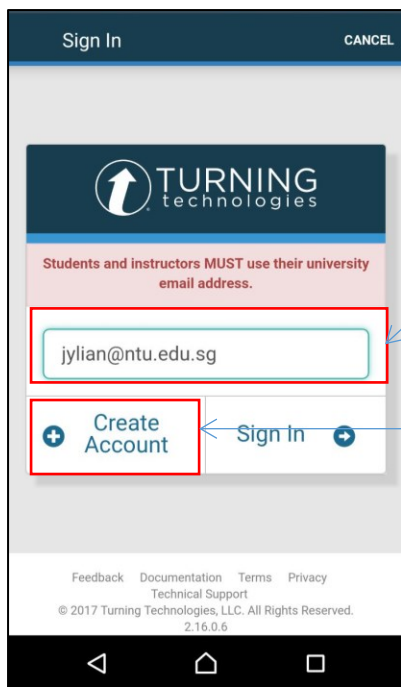 Sign In
CANCEL
TURNING
technologies
Students and instructors MUST use their university
email address.
jylian@ntu.edu.sg
Create
Account
Sign In
Feedback Documentation Terms Privacy
Technical Support
© 2017 Turning Technologies, LLC. All Rights Reserved.
2.16.0.6